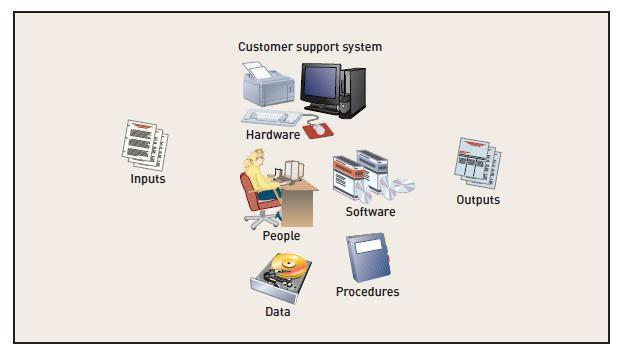 Customer support system
Hardware
Inputs
Outputs
Software
People
Procedures
Data